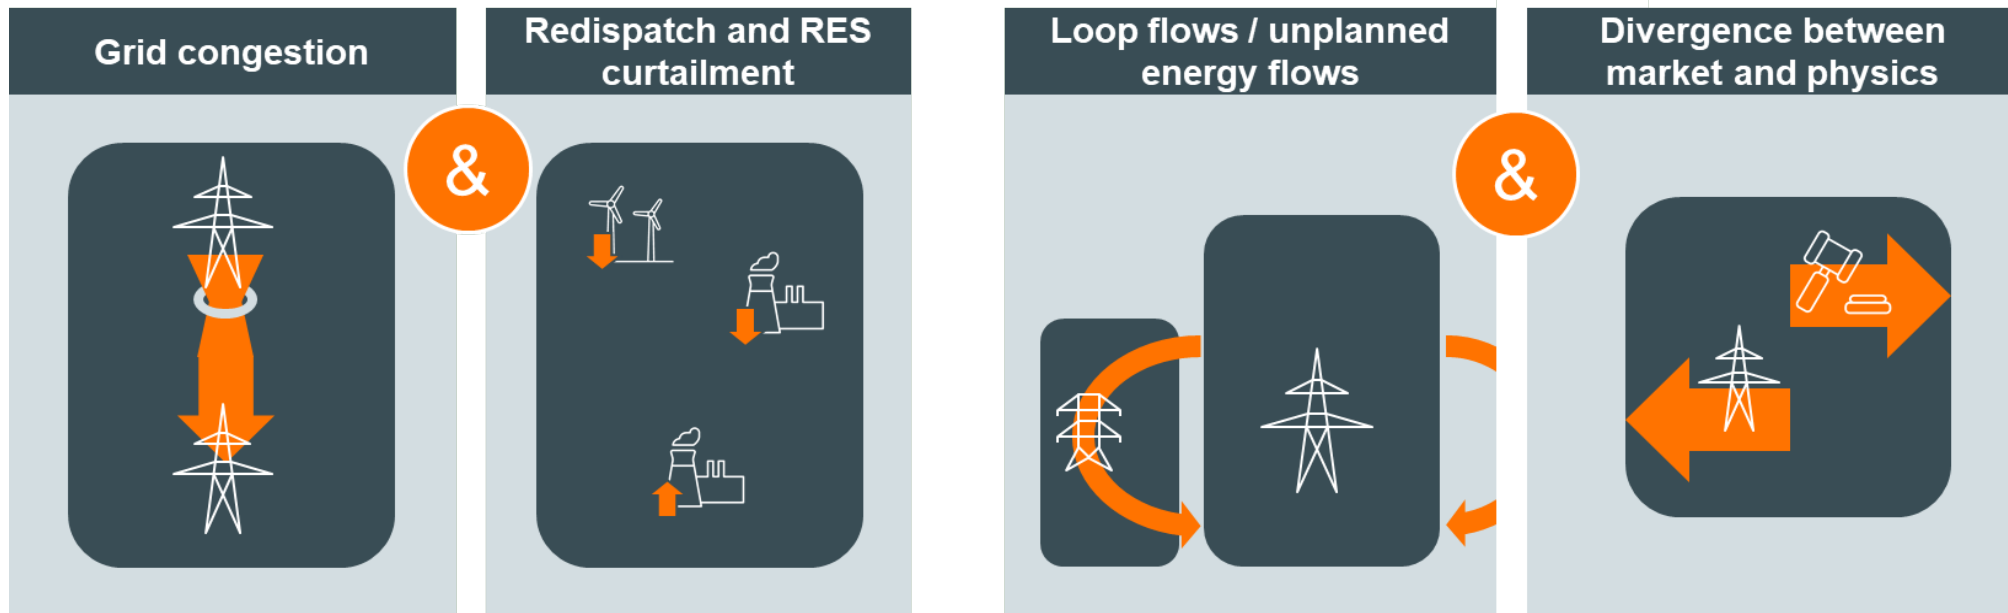 Grid congestion
&
Redispatch and RES
curtailment
Loop flows / unplanned
energy flows
&
Divergence between
market and physics